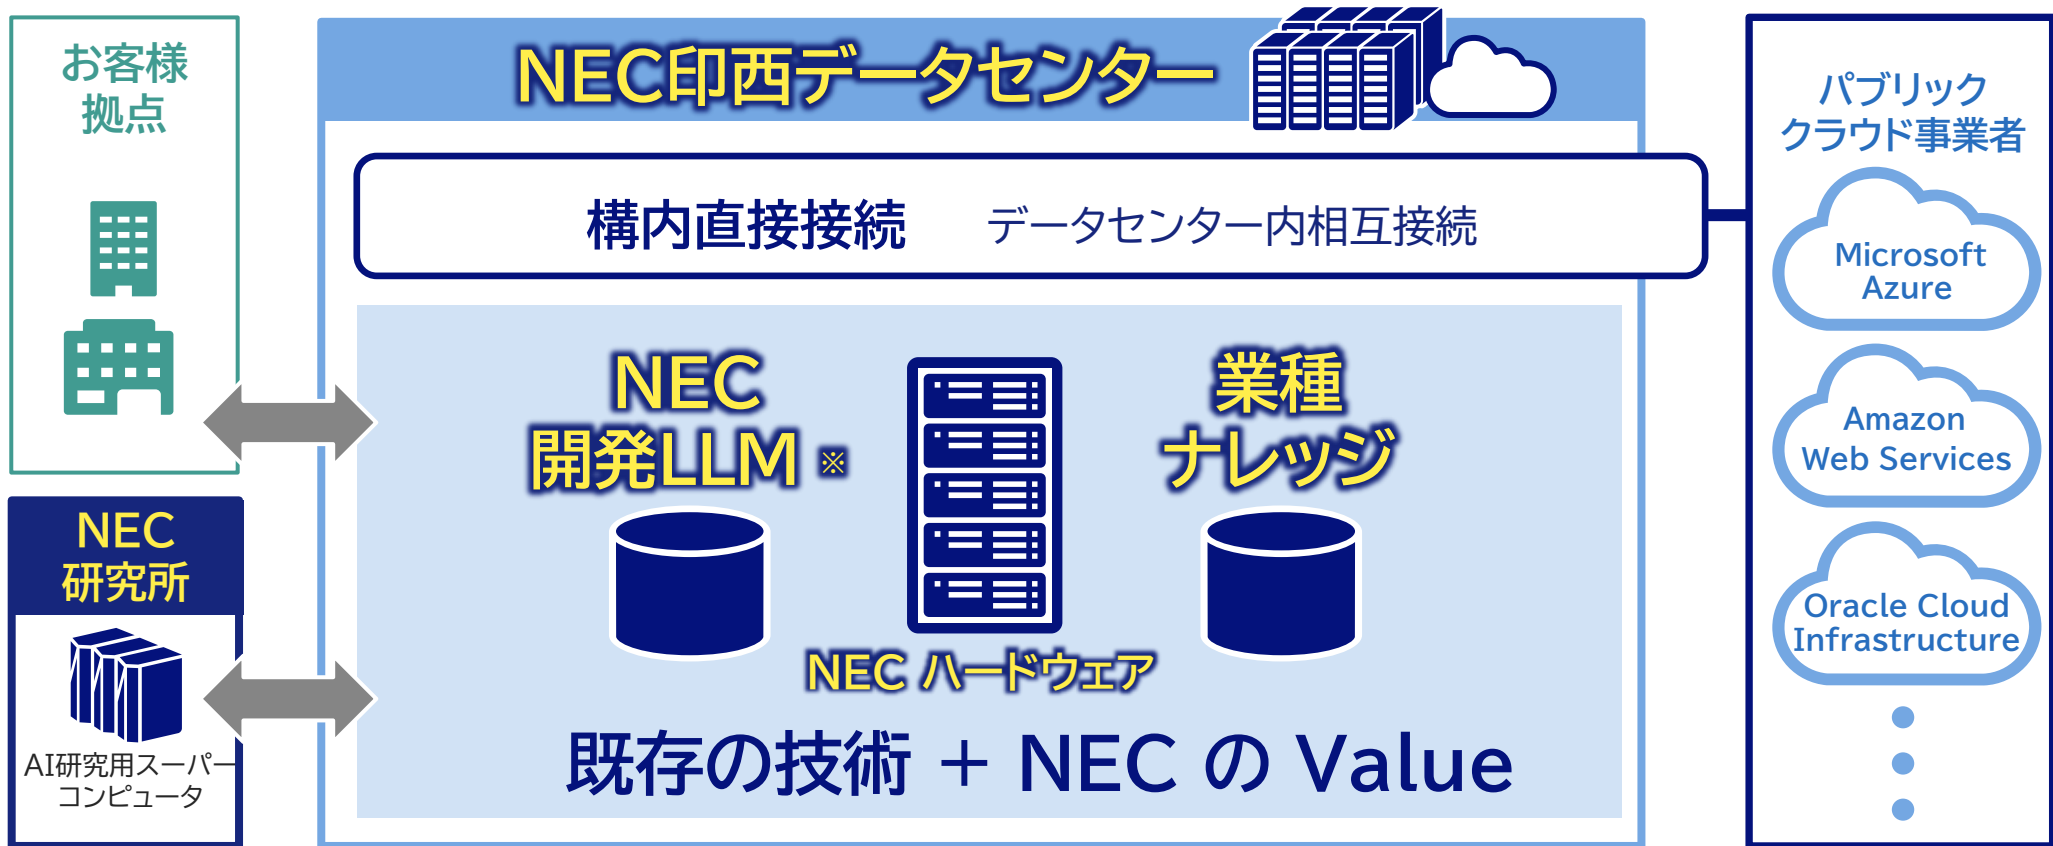 お客様
拠点
NEC
研究所
AI研究用スーパー
コンピュータ
NEC印西データセンター
構内直接接続 データセンター内相互接続
NEC
開発LLM ※
業種
ナレッジ
NEC ハードウェア
既存の技術 + NEC の Value
パブリック
クラウド事業者
Microsoft
Azure
Amazon
Web Services
Oracle Cloud
Infrastructure